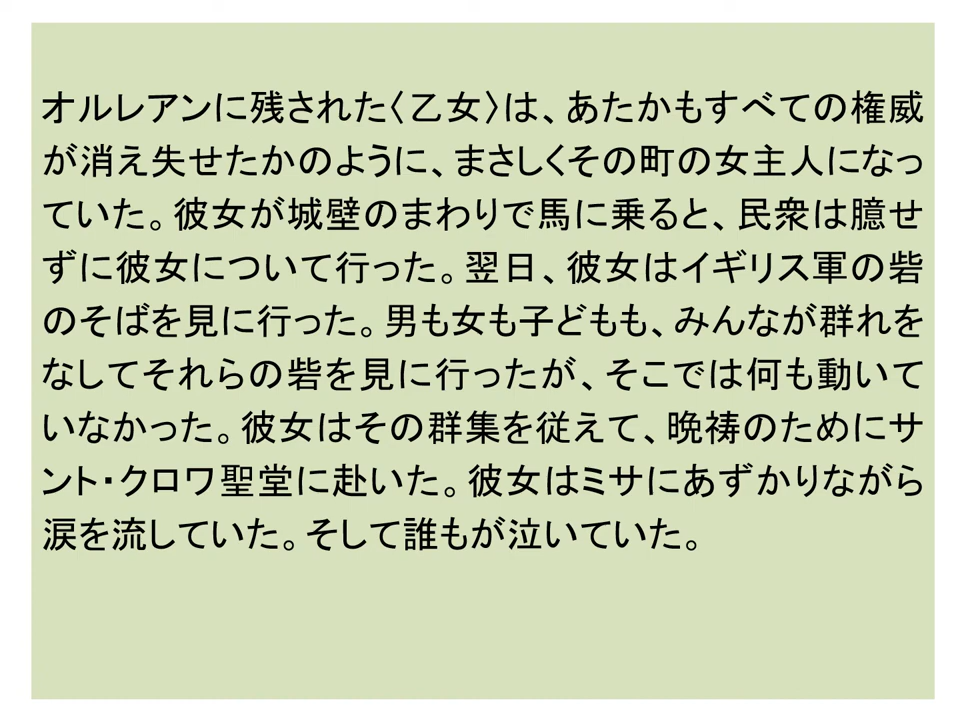 オルレアンに残された〈乙女〉は、あたかもすべての権威
が消え失せたかのように、まさしくその町の女主人になっ
ていた。彼女が城壁のまわりで馬に乗ると、民衆は臆せ
ずに彼女について行った。翌日、彼女はイギリス軍の砦
のそばを見に行った。男も女も子どもも、みんなが群れを
なしてそれらの砦を見に行ったが、そこでは何も動いて
いなかった。彼女はその群集を従えて、晩祷のためにサ
ント・クロワ聖堂に赴いた。彼女はミサにあずかりながら
涙を流していた。そして誰もが泣いていた。